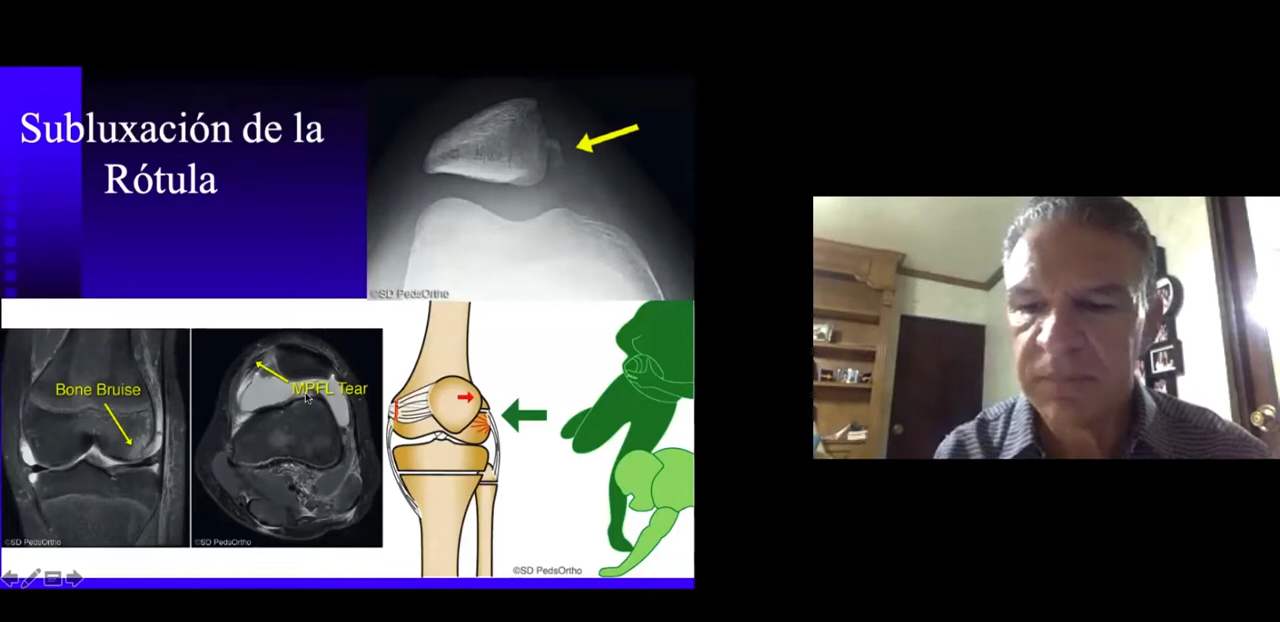 Subluxación de la
Rótula
©SD PedsOrtho
Bone Bruise
MPFL Tear
©SD PedsOrtho
©SD PedsOrtho
©SD PedsOrtho